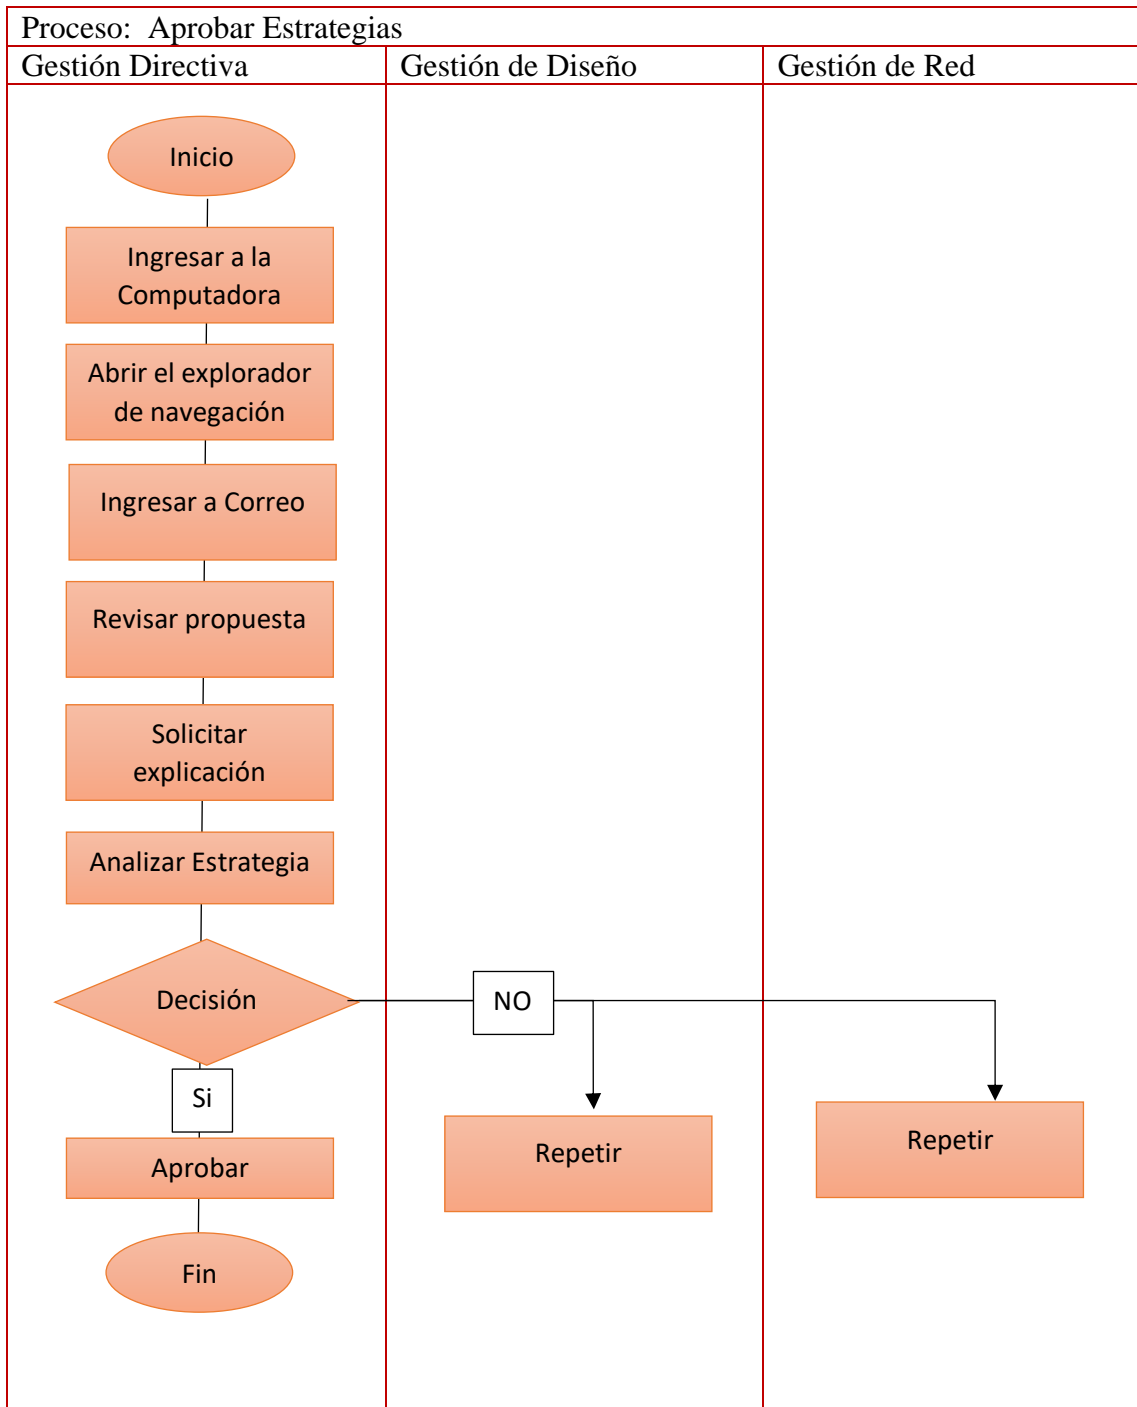 Proceso: Aprobar Estrategias
Gestión Directiva
Gestión de Diseño
Gestión de Red
Inicio
Ingresar a la
Computadora
Abrir el explorador
de navegación
Ingresar a Correo
Revisar propuesta
Solicitar
explicación
Analizar Estrategia
Decisión
NO
Si
Repetir
Repetir
Aprobar
Fin